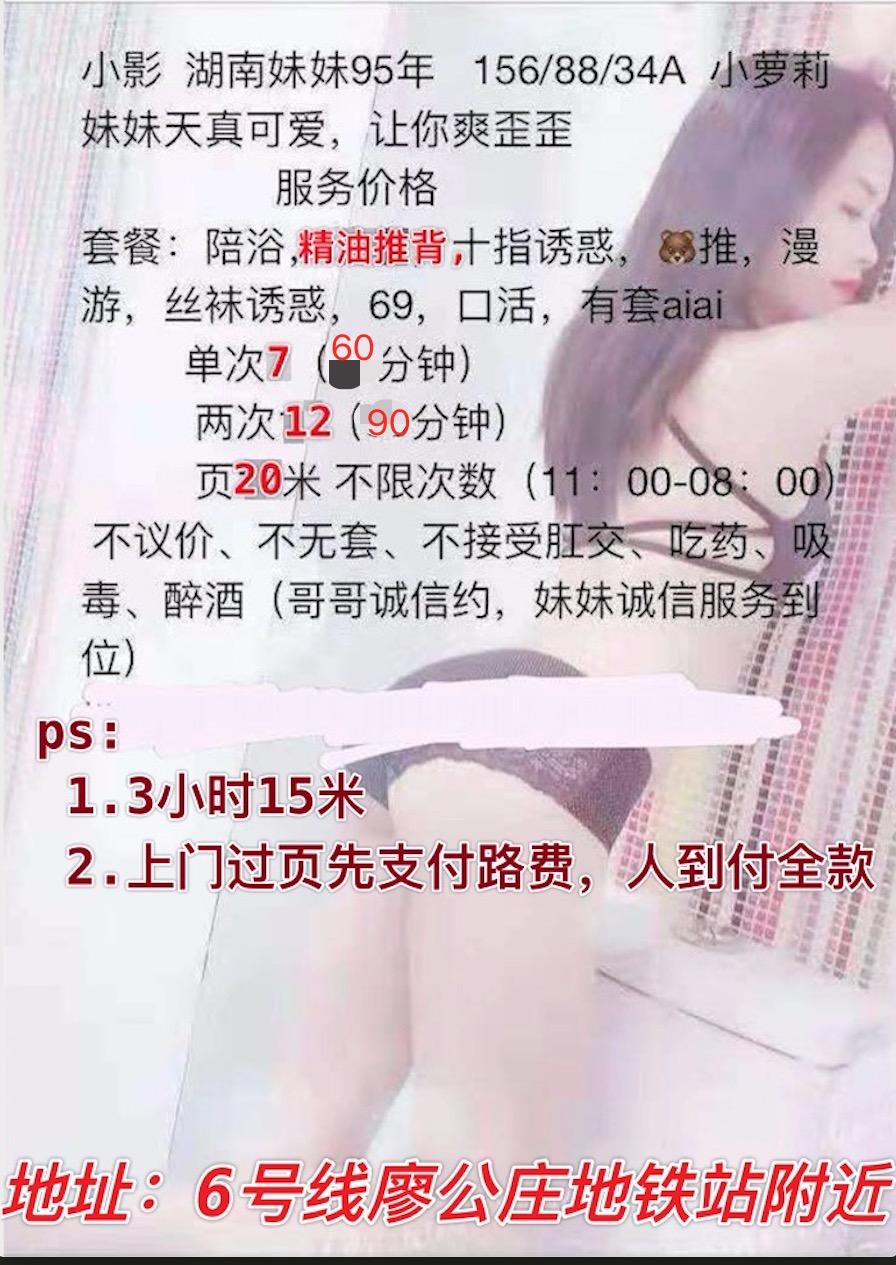 小影 湖南妹妹95年 156/88/34A 小萝莉
妹妹天真可爱，让你爽歪歪
服务价格
套餐：陪浴,精油推背,十指诱惑，🐻推，漫
游，丝袜诱惑，69，口活，有套aiai
单次7（60分钟）
两次12（90分钟）
页20米 不限次数（11：00-08：00）
不议价、不无套、不接受肛交、吃药、吸
毒、醉酒（哥哥诚信约，妹妹诚信服务到
位）
ps:
1.3小时15米
2.上门过页先支付路费，人到付全款
地址：6号线廖公庄地铁站附近